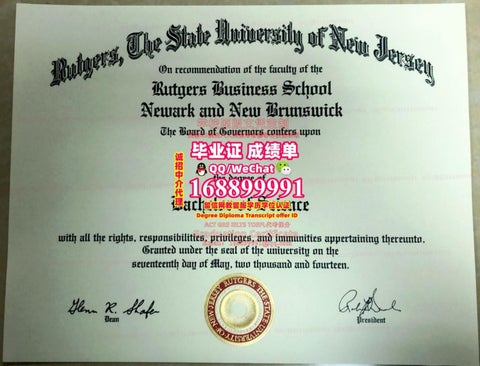 Rutgers, The State University of New Jersey
On recommendation of the faculty of the
Rutgers Business School
Newark and New Brunswick
The Board of Governors confers upon
毕业证 成绩单
诚招中介代理
QQ/WeChat
168899991
the degree of
Degree Diploma Transcript offer ID
with all the rights, responsibilities, privileges, and immunities appertaining thereunto.
Granted under the seal of the university on the
seventeenth day of May, two thousand and fourteen.
Dean
President